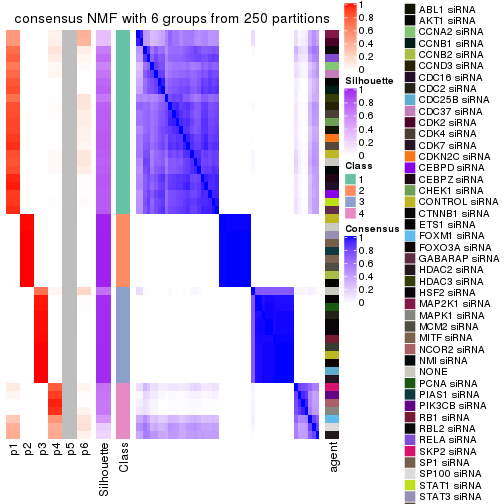 consensus NMF with 6 groups from 250 partitions
p1
p2
p3
p4
p5
p6
Silhouette
Class
agent
1
0.8
0.6
0.4
0.2
0
Silhouette
1
0.8
0.6
0.4
0.2
0
Class
1
2
3
4
Consensus
1
0.8
0.6
0.4
0.2
0
ABL1 siRNA
AKT1 siRNA
CCNA2 siRNA
CCNB1 siRNA
CCNB2 siRNA
CCND3 siRNA
CDC16 siRNA
CDC2 siRNA
CDC25B siRNA
CDC37 siRNA
CDK2 siRNA
CDK4 siRNA
CDK7 siRNA
CDKN2C siRNA
CEBPD siRNA
CEBPZ siRNA
CHEK1 siRNA
CONTROL siRNA
CTNNB1 siRNA
ETS1 siRNA
FOXM1 siRNA
FOXO3A siRNA
GABARAP siRNA
HDAC2 siRNA
HDAC3 siRNA
HSF2 siRNA
MAP2K1 siRNA
MAPK1 siRNA
MCM2 siRNA
MITF siRNA
NCOR2 siRNA
NMI siRNA
NONE
PCNA siRNA
PIAS1 siRNA
PIK3CB siRNA
RB1 siRNA
RBL2 siRNA
RELA siRNA
SKP2 siRNA
SP1 siRNA
SP100 siRNA
STAT1 siRNA
STAT3 siRNA